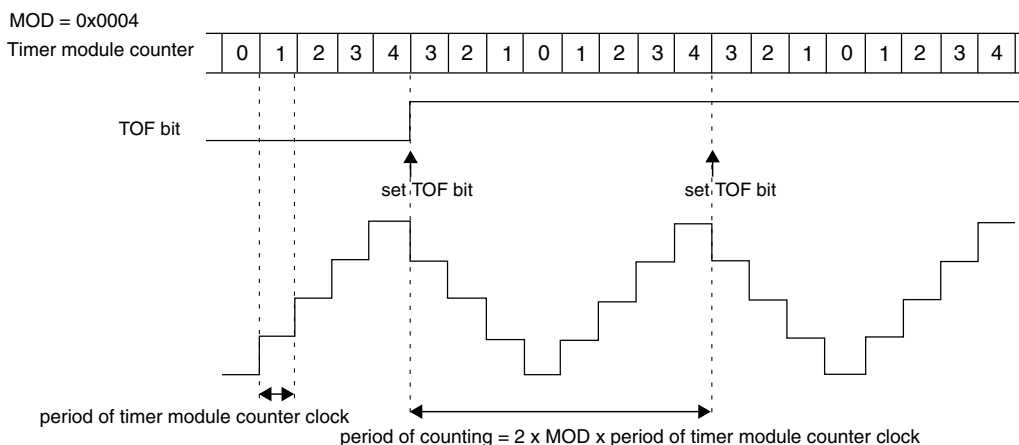 MOD = 0x0004
Timer module counter 0 1 2 3 4 3 2 1 0 1 2 3 4 3 2 1 0 1 2 3 4
TOF bit
set TOF bit set TOF bit
period of timer module counter clock
period of counting = 2 x MOD x period of timer module counter clock